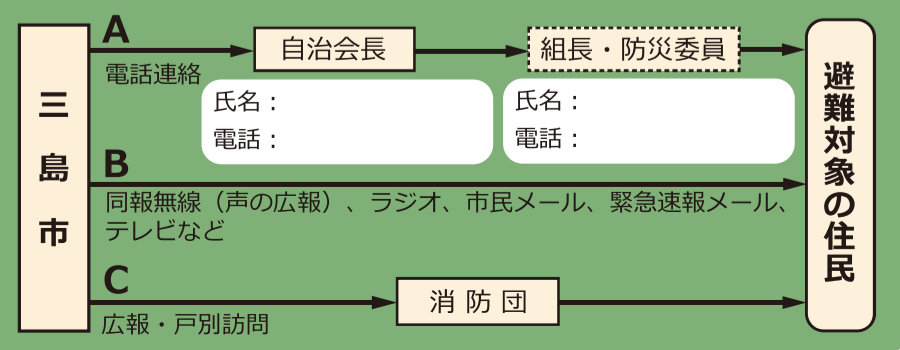 三島市
A
電話連絡
自治会長
組長・防災委員
氏名：
電話：
氏名：
電話：
B
同報無線（声の広報）、ラジオ、市民メール、緊急速報メール、
テレビなど
C
広報・戸別訪問
消防団
避難対象の住民